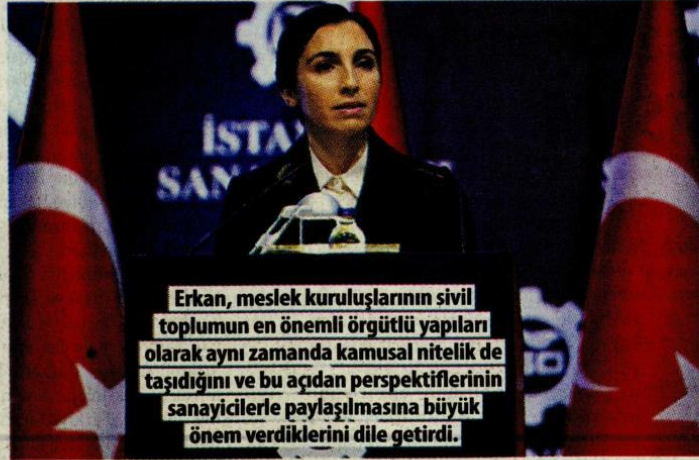 İSTA
SAN
Erkan, meslek kuruluşlarının sivil
toplumun en önemli örgütlü yapıları
olarak aynı zamanda kamusal nitelik de
taşıdığını ve bu açıdan perspektiflerinin
sanayicilerle paylaşılmasına büyük
önem verdiklerini dile getirdi.